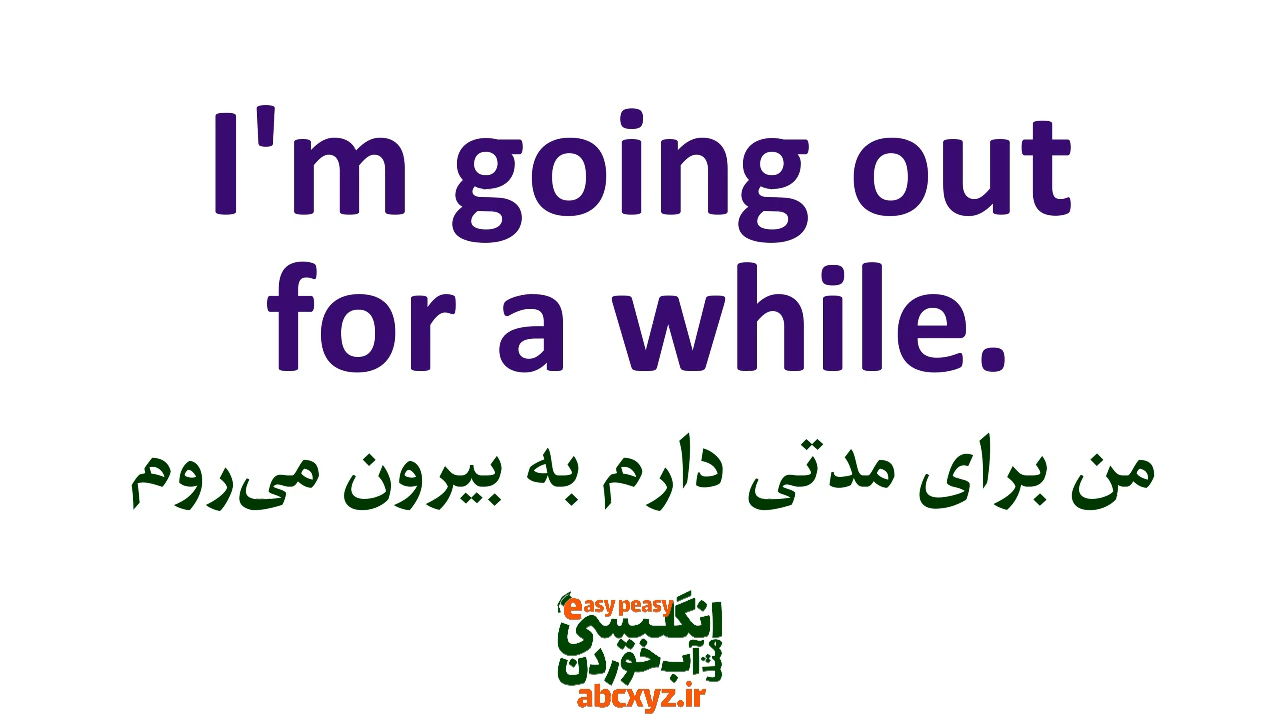 I'm going out
for a while.
من برای مدتی دارم به بیرون می‌روم
easy peasy
انگلیسی
مثل آب‌خوردن
abcxyz.ir